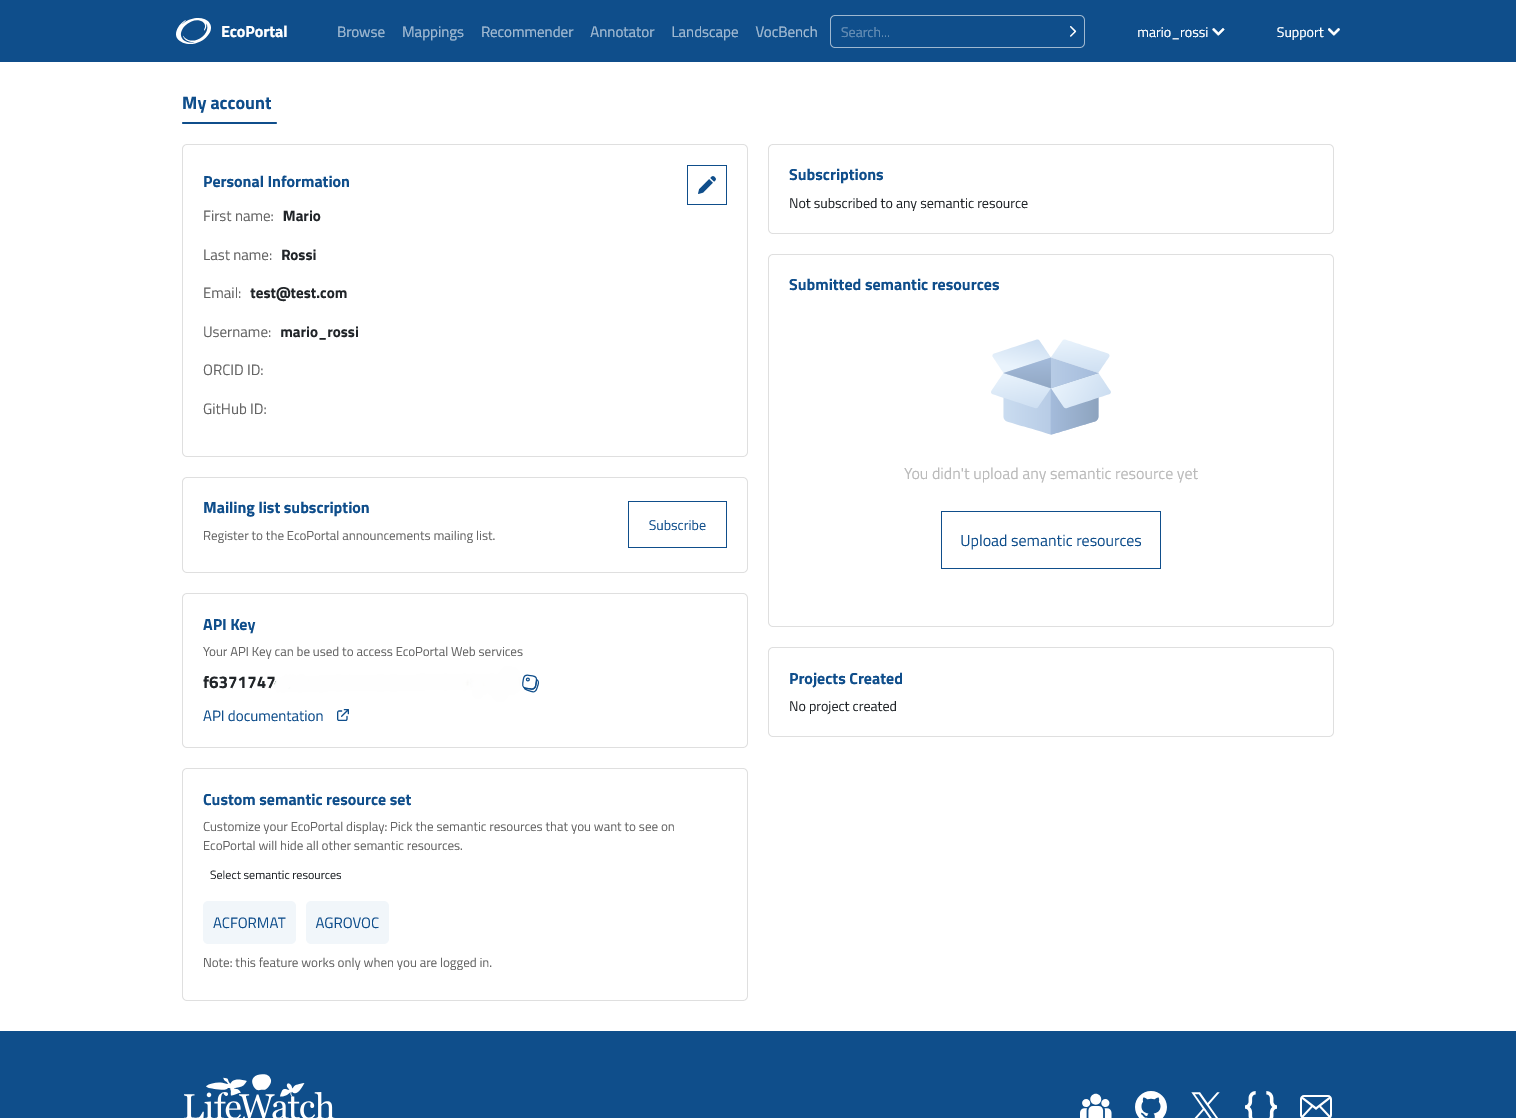 EcoPortal Browse Mappings Recommender Annotator Landscape VocBench Search... mario_rossi Support
My account
Personal Information
First name: Mario
Last name: Rossi
Email: test@test.com
Username: mario_rossi
ORCID ID:
GitHub ID:
Mailing list subscription
Register to the EcoPortal announcements mailing list.
Subscribe
API Key
Your API Key can be used to access EcoPortal Web services
f6371747
API documentation
Custom semantic resource set
Customize your EcoPortal display: Pick the semantic resources that you want to see on
EcoPortal will hide all other semantic resources.
Select semantic resources
ACFORMAT AGROVOC
Note: this feature works only when you are logged in.
Subscriptions
Not subscribed to any semantic resource
Submitted semantic resources
You didn't upload any semantic resource yet
Upload semantic resources
Projects Created
No project created
LifeWatch